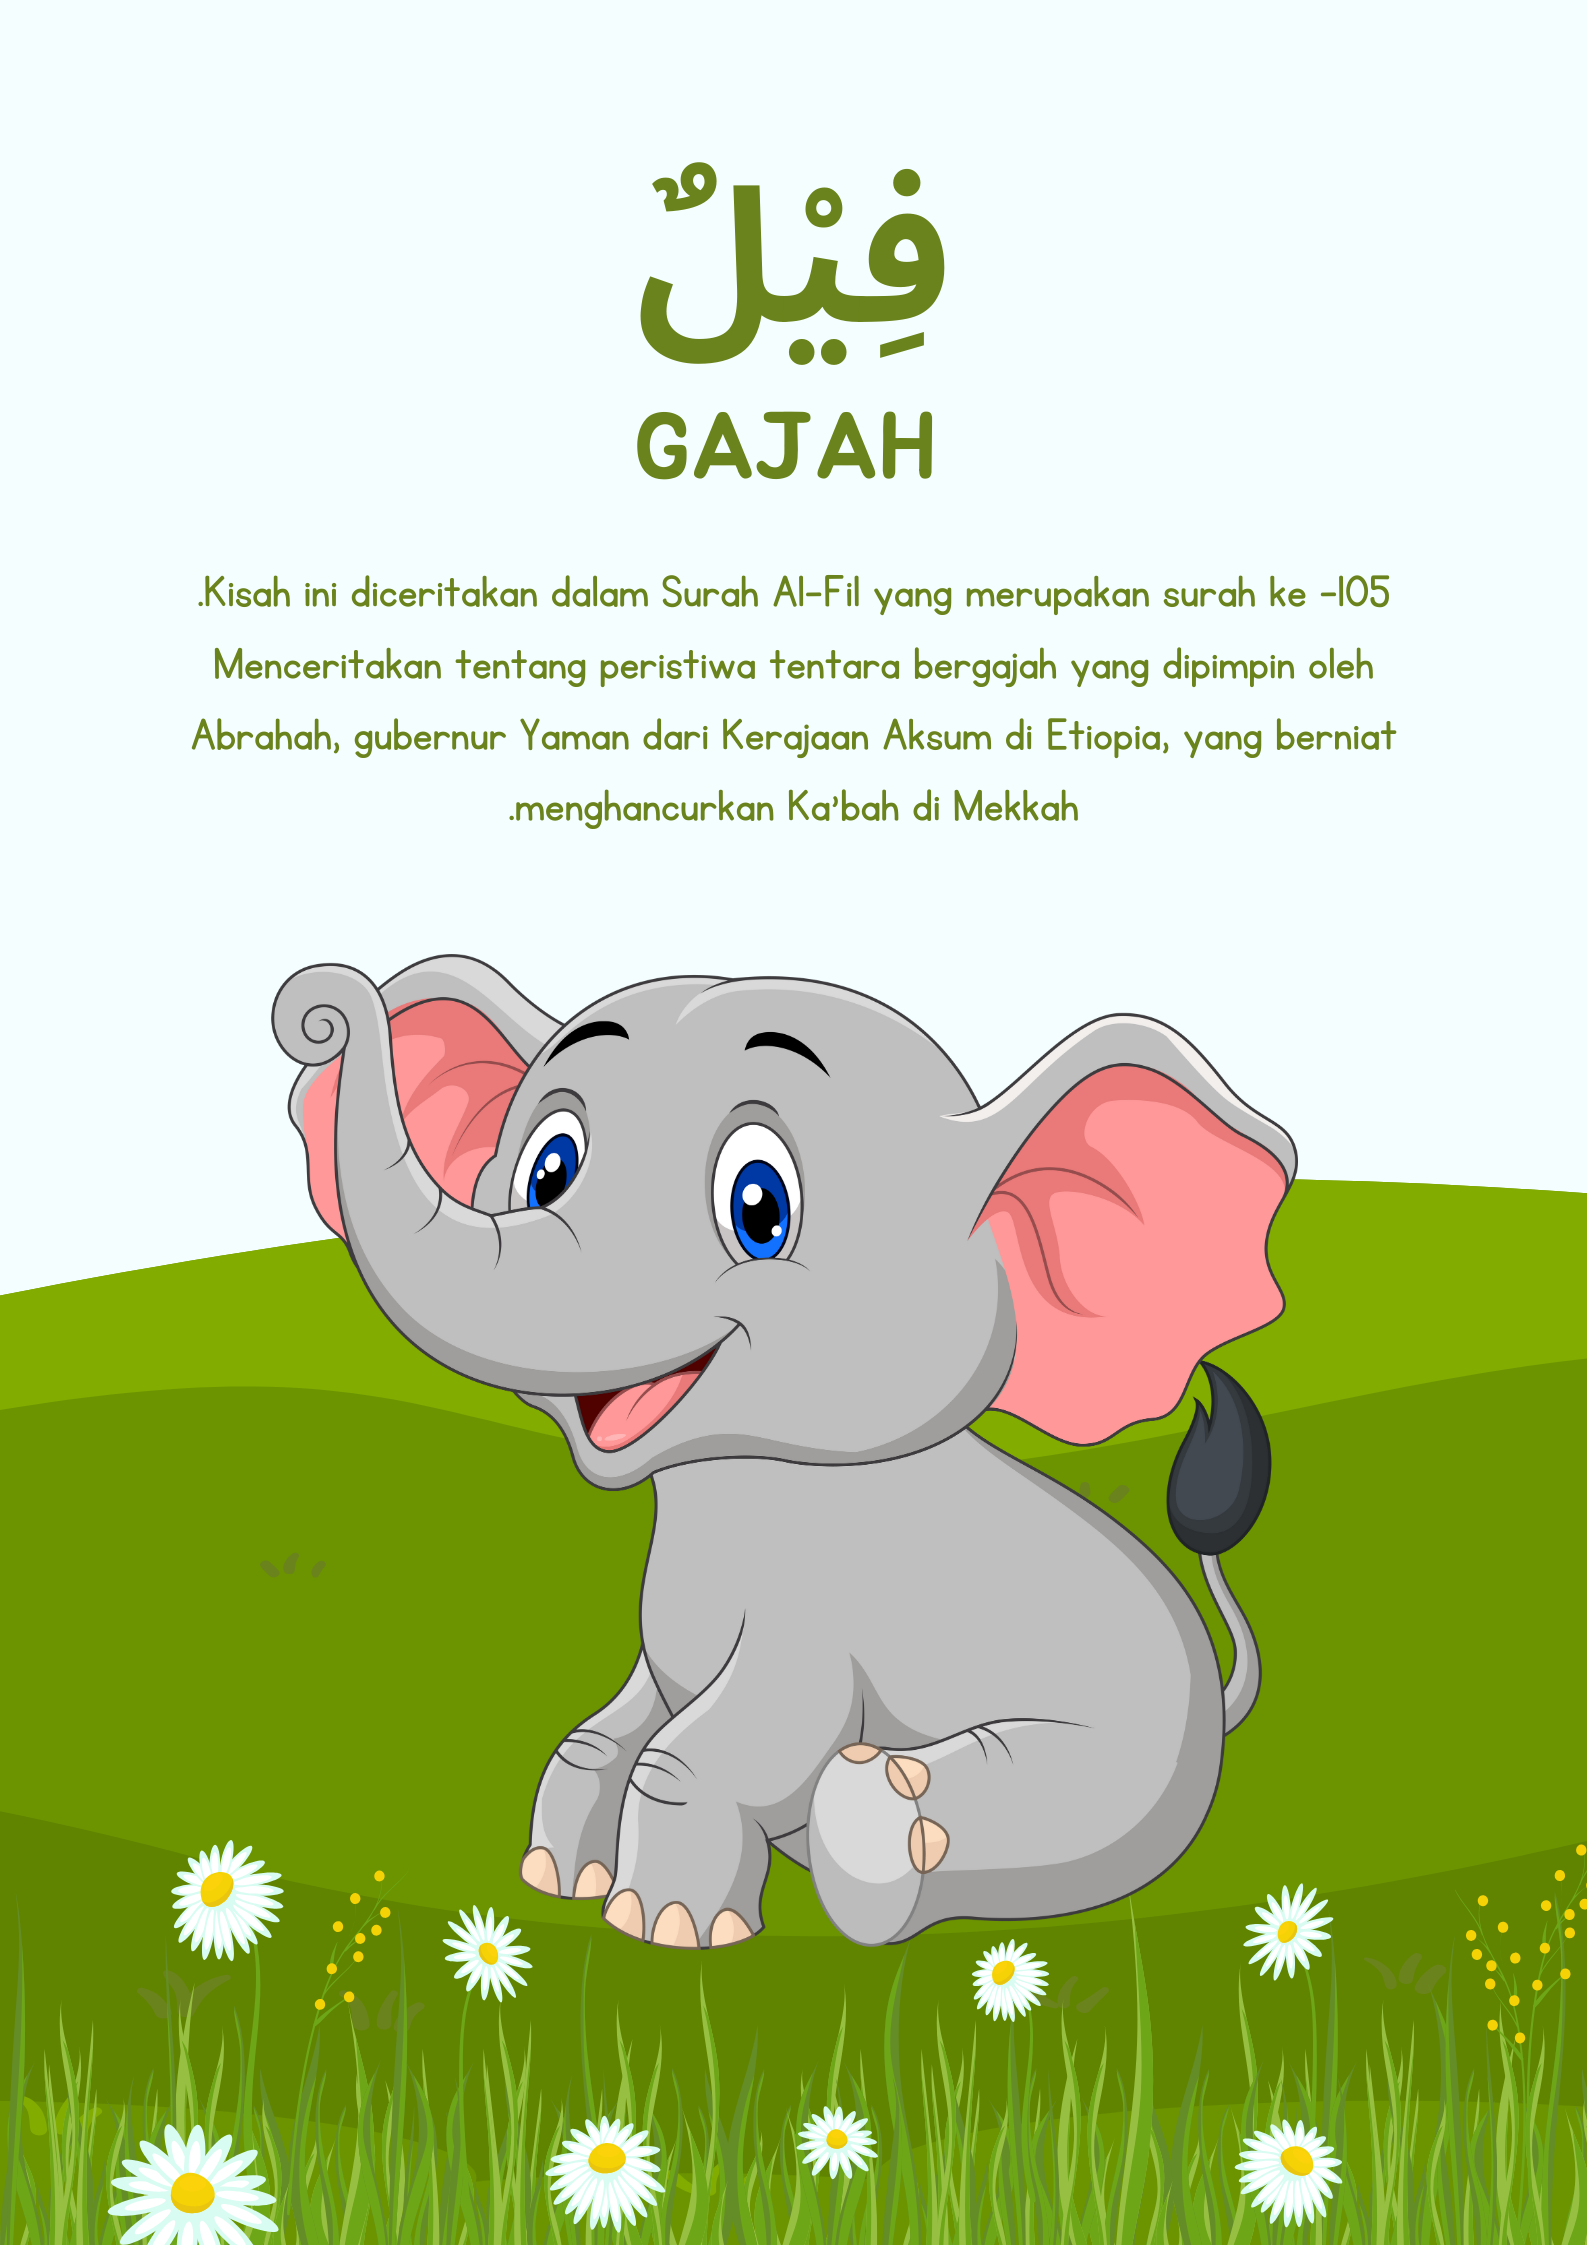 فِيْلٌ
GAJAH
.Kisah ini diceritakan dalam Surah Al-Fil yang merupakan surah ke -105
Menceritakan tentang peristiwa tentara bergajah yang dipimpin oleh
Abrahah, gubernur Yaman dari Kerajaan Aksum di Etiopia, yang berniat
.menghancurkan Ka'bah di Mekkah